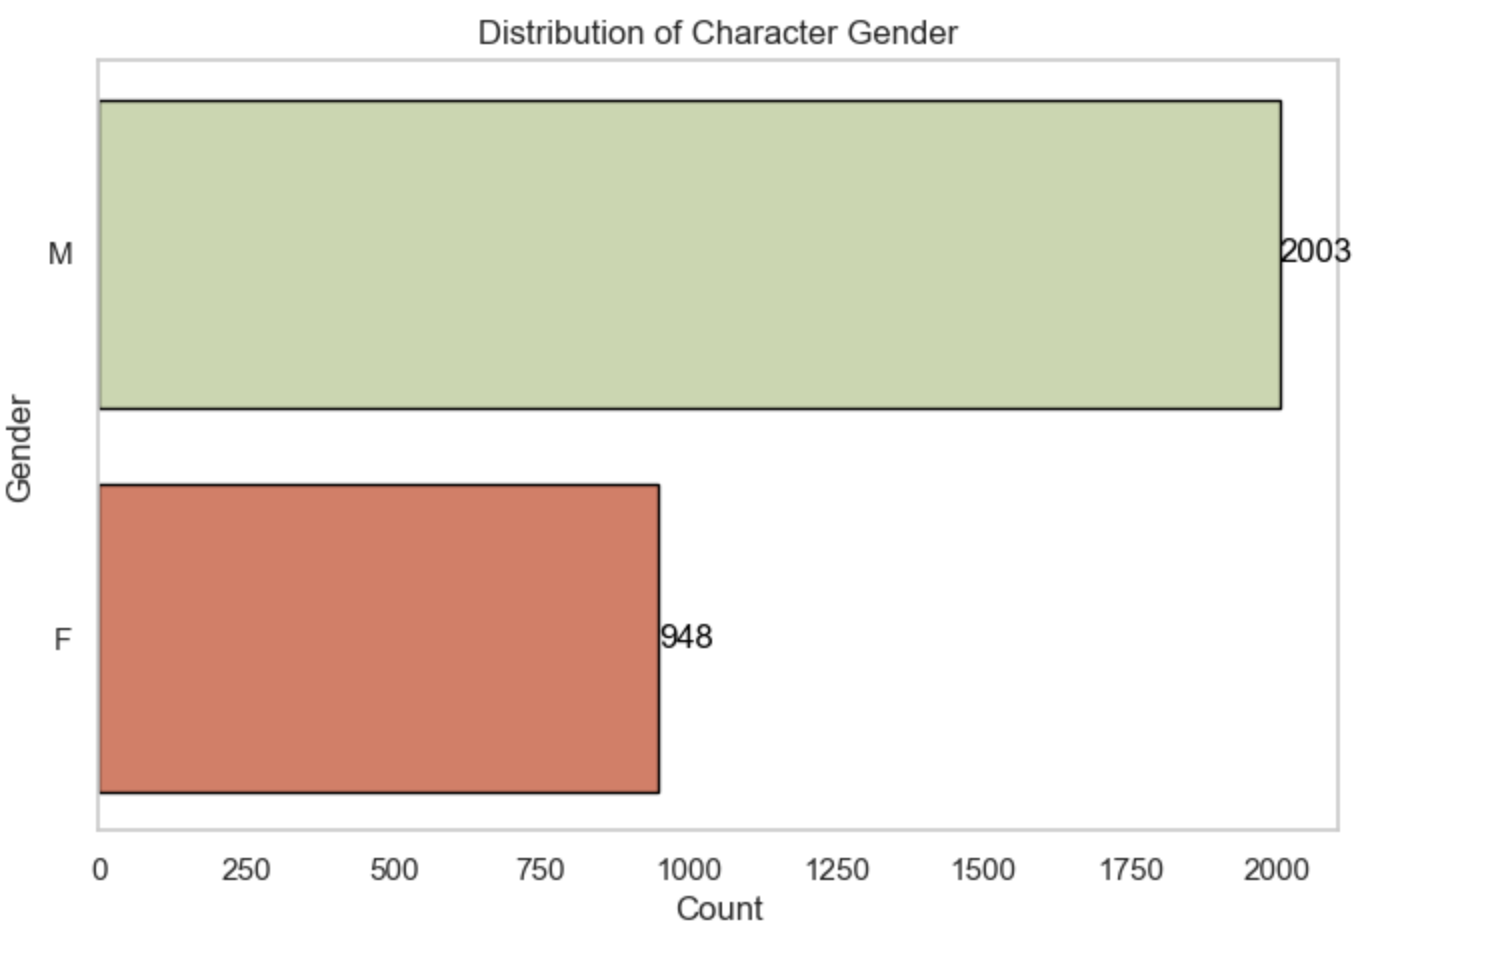 Distribution of Character Gender
M
2003
Gender
F
948
0 250 500 750 1000 1250 1500 1750 2000
Count